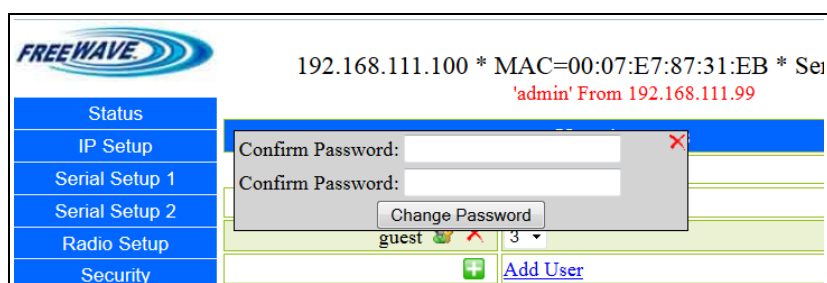 FREEWAVE
192.168.111.100 * MAC=00:07:E7:87:31:EB * Ser
'admin' From 192.168.111.99
Status
IP Setup
Serial Setup 1
Serial Setup 2
Radio Setup
Security
Confirm Password:
Confirm Password:
Change Password
guest 3
Add User